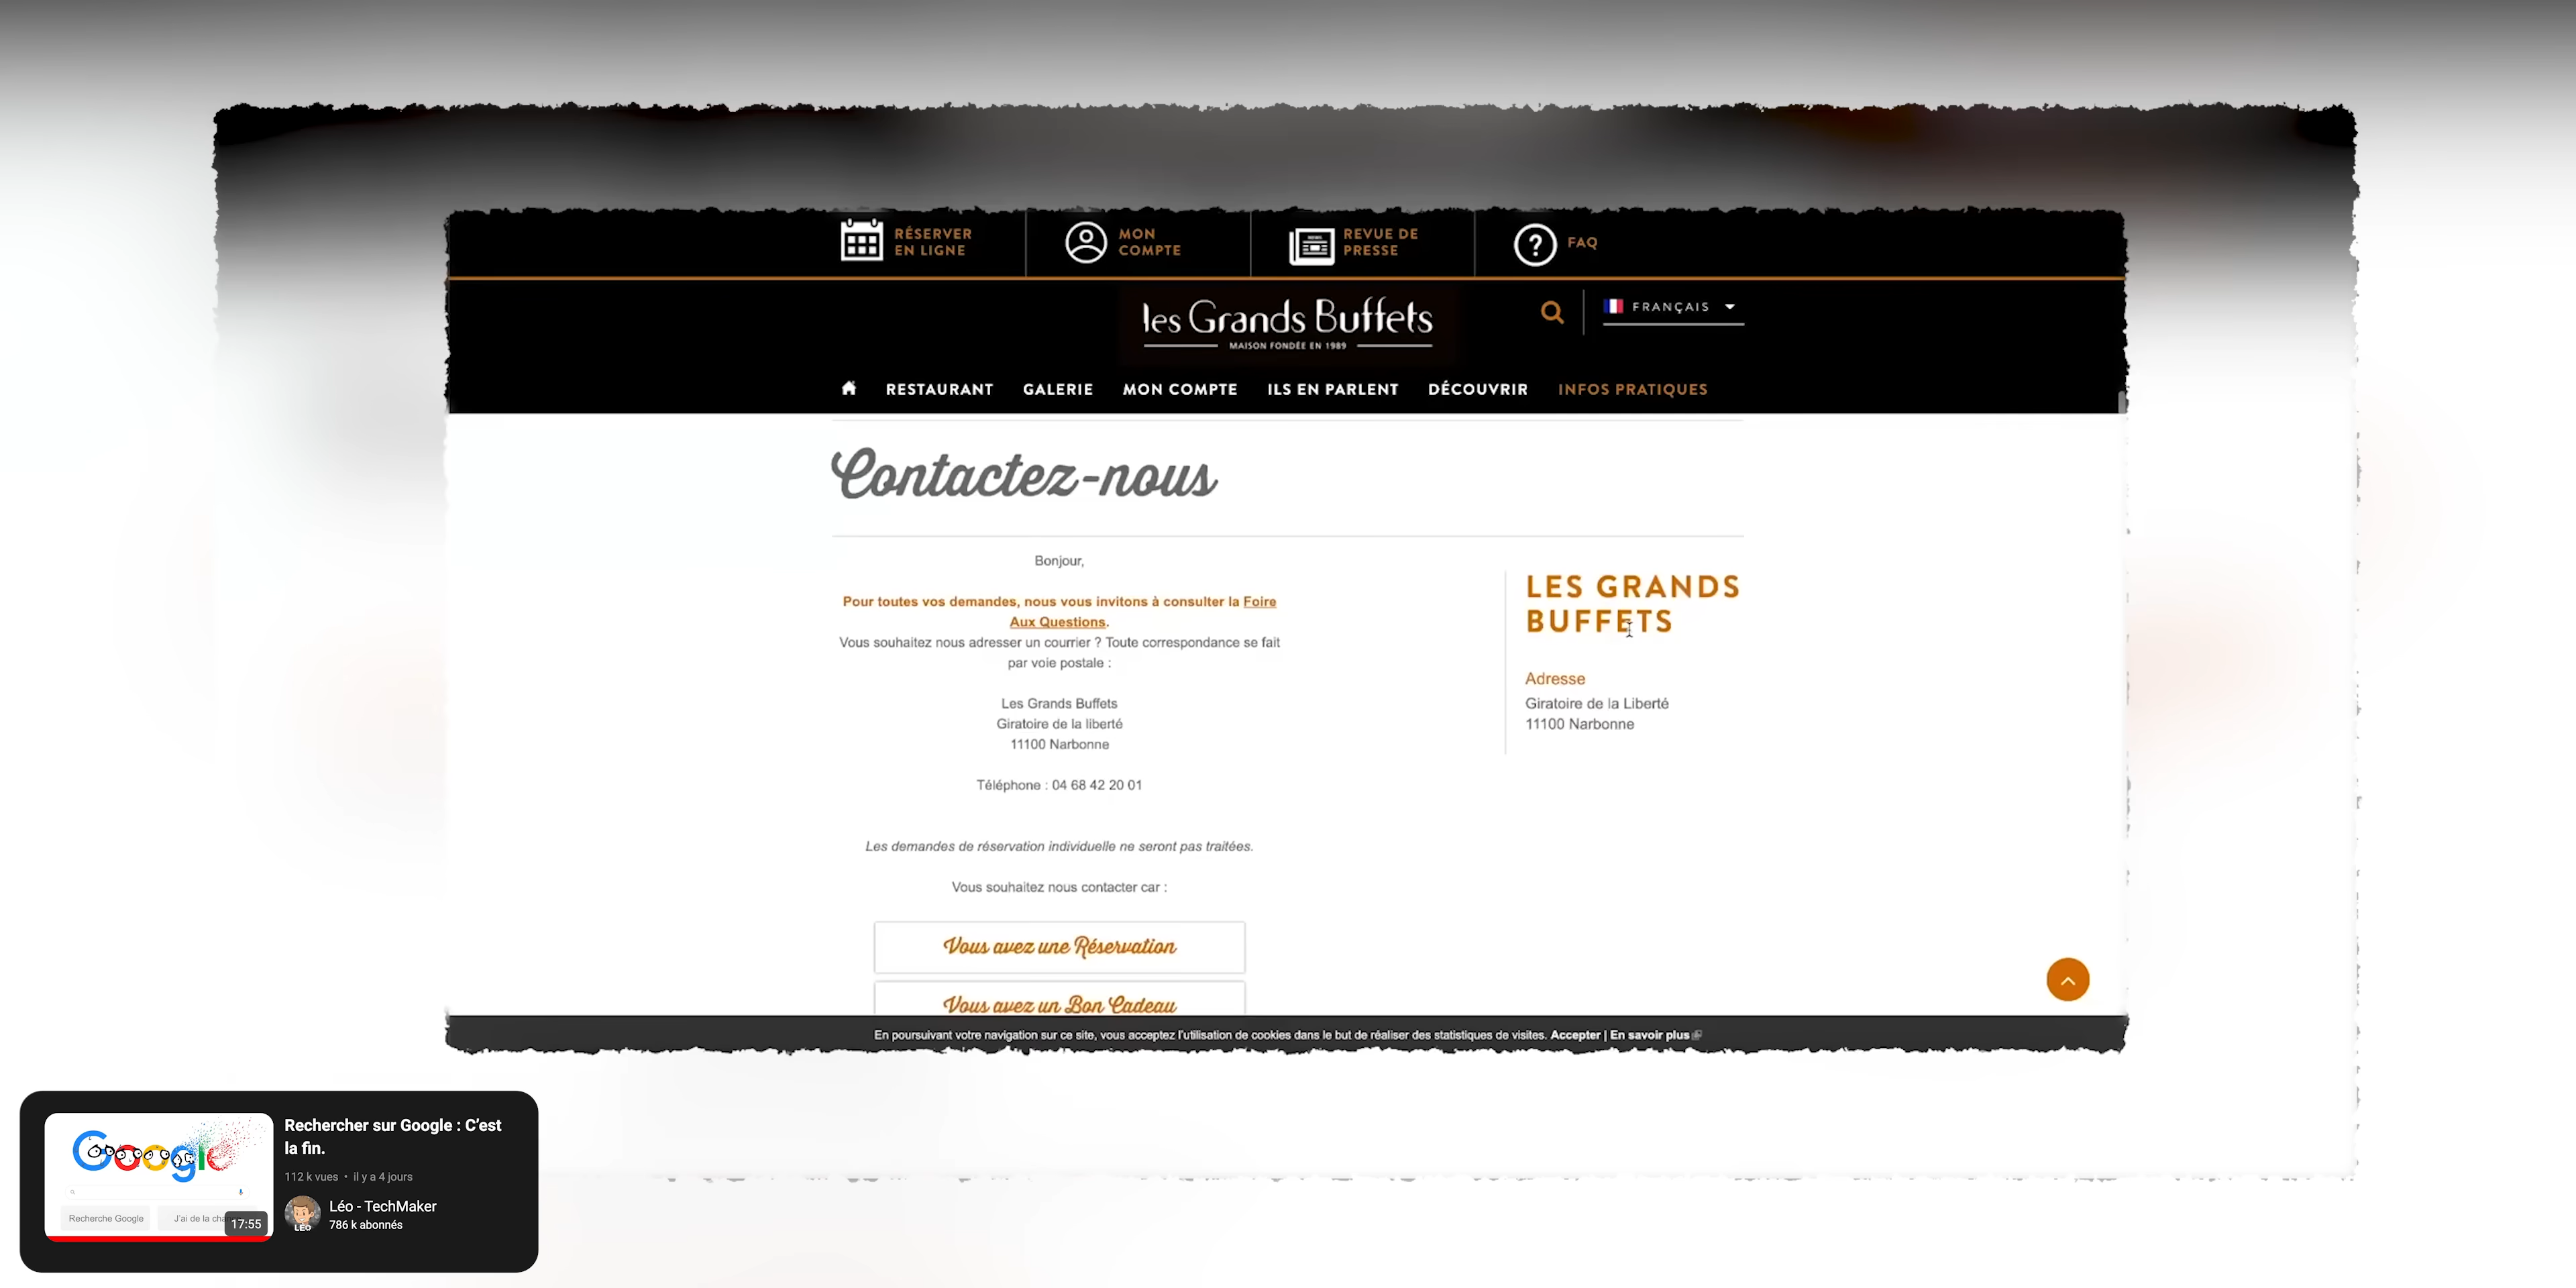 RÉSERVER
EN LIGNE
MON
COMPTE
REVUE DE
PRESSE
FAQ
les Grands Buffets
MAISON FONDÉE EN 1989
FRANÇAIS
RESTAURANT
GALERIE
MON COMPTE
ILS EN PARLENT
DÉCOUVRIR
INFOS PRATIQUES
Contactez-nous
Bonjour,
Pour toutes vos demandes, nous vous invitons à consulter la Foire
Aux Questions.
Vous souhaitez nous adresser un courrier ? Toute correspondance se fait
par voie postale :
Les Grands Buffets
Giratoire de la liberté
11100 Narbonne
Téléphone : 04 68 42 20 01
Les demandes de réservation individuelle ne seront pas traitées.
Vous souhaitez nous contacter car :
Vous avez une Réservation
Vous avez un Bon Cadeau
LES GRANDS
BUFFETS
Adresse
Giratoire de la Liberté
11100 Narbonne
En poursuivant votre navigation sur ce site, vous acceptez l'utilisation de cookies dans le but de réaliser des statistiques de visites. Accepter | En savoir plus
Google
Recherche Google
J'ai de la cha
17:55
Rechercher sur Google : C'est
la fin.
112 k vues • il y a 4 jours
LÉO
Léo - TechMaker
786 k abonnés